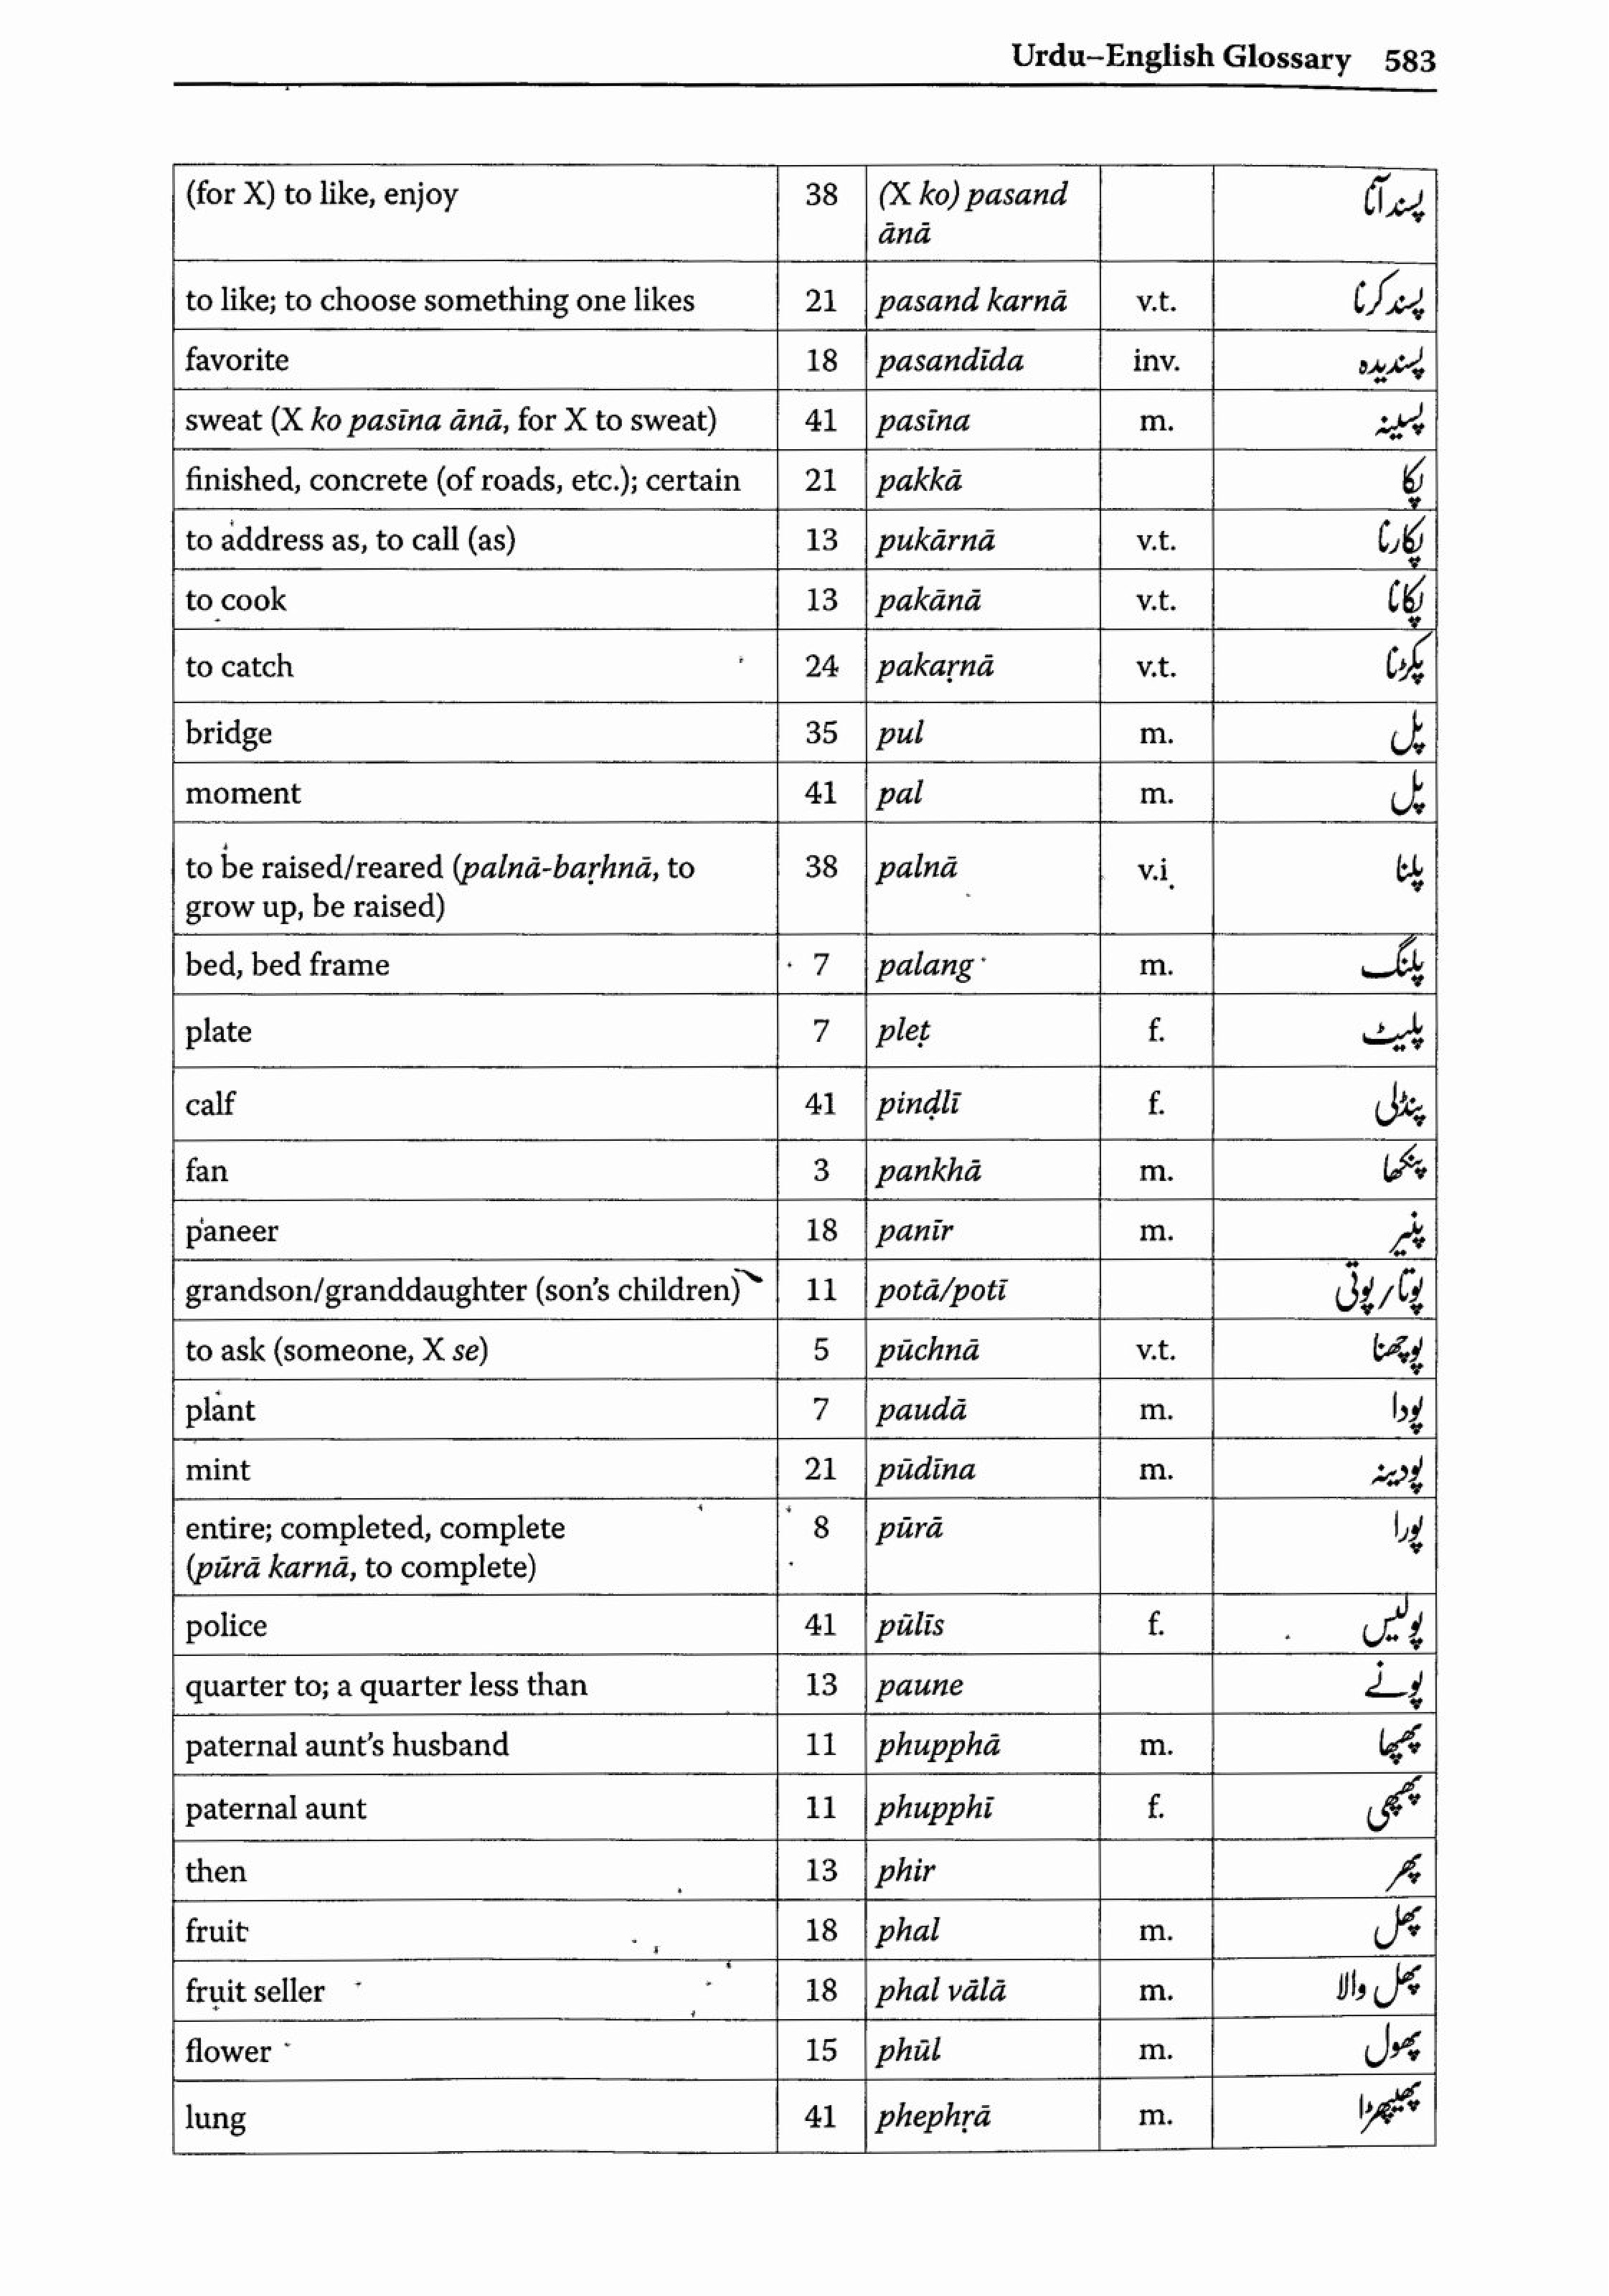 Urdu–English Glossary 583
(for X) to like, enjoy 38 (X ko) pasand پسند آنا
ānā
to like; to choose something one likes 21 pasand karnā v.t. پسند کرنا
favorite 18 pasandīda inv. پسندیدہ
sweat (X ko pasīna ānā, for X to sweat) 41 pasīna m. پسینہ
finished, concrete (of roads, etc.); certain 21 pakkā پکا
to address as, to call (as) 13 pukārnā v.t. پکارنا
to cook 13 pakānā v.t. پکانا
to catch 24 pakaṛnā v.t. پکڑنا
bridge 35 pul m. پل
moment 41 pal m. پل
to be raised/reared (palnā-baṛhnā, to 38 palnā v.i. پلنا
grow up, be raised)
bed, bed frame 7 palang m. پلنگ
plate 7 pleṭ f. پلیٹ
calf 41 pinḍlī f. پنڈلی
fan 3 pankhā m. پنکھا
paneer 18 panīr m. پنیر
grandson/granddaughter (son's children) 11 potā/potī پوتا / پوتی
to ask (someone, X se) 5 pūchnā v.t. پوچھنا
plant 7 paudā m. پودا
mint 21 pūdīna m. پودینہ
entire; completed, complete 8 pūrā پورا
(pūrā karnā, to complete)
police 41 pūlīs f. پولیس
quarter to; a quarter less than 13 paune پونے
paternal aunt's husband 11 phupphā m. پھپھا
paternal aunt 11 phupphī f. پھپھی
then 13 phir پھر
fruit 18 phal m. پھل
fruit seller 18 phal vālā m. پھل والا
flower 15 phūl m. پھول
lung 41 phephṛā m. پھیپھڑا